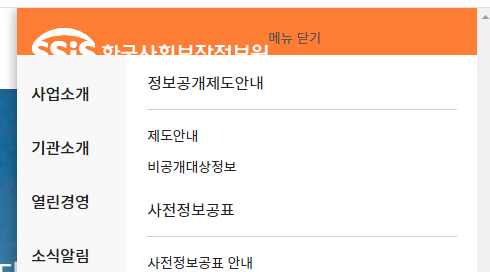 SSiS 한국사회보장정보원
메뉴 닫기
사업소개
기관소개
열린경영
소식알림
정보공개제도안내
제도안내
비공개대상정보
사전정보공표
사전정보공표 안내